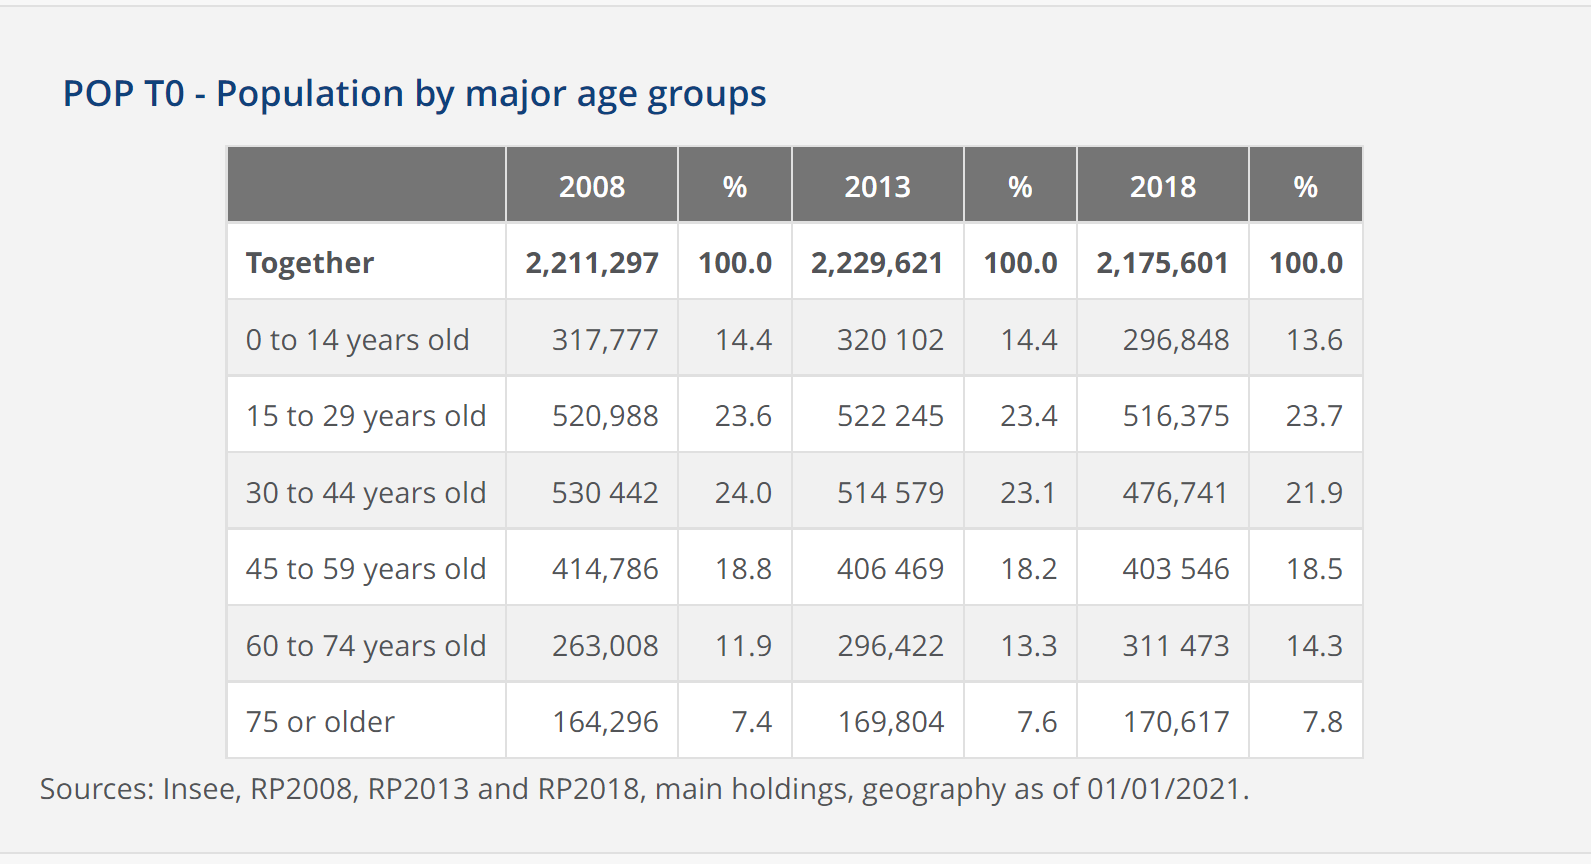 POP T0 - Population by major age groups
2008 % 2013 % 2018 %
Together 2,211,297 100.0 2,229,621 100.0 2,175,601 100.0
0 to 14 years old 317,777 14.4 320 102 14.4 296,848 13.6
15 to 29 years old 520,988 23.6 522 245 23.4 516,375 23.7
30 to 44 years old 530 442 24.0 514 579 23.1 476,741 21.9
45 to 59 years old 414,786 18.8 406 469 18.2 403 546 18.5
60 to 74 years old 263,008 11.9 296,422 13.3 311 473 14.3
75 or older 164,296 7.4 169,804 7.6 170,617 7.8
Sources: Insee, RP2008, RP2013 and RP2018, main holdings, geography as of 01/01/2021.